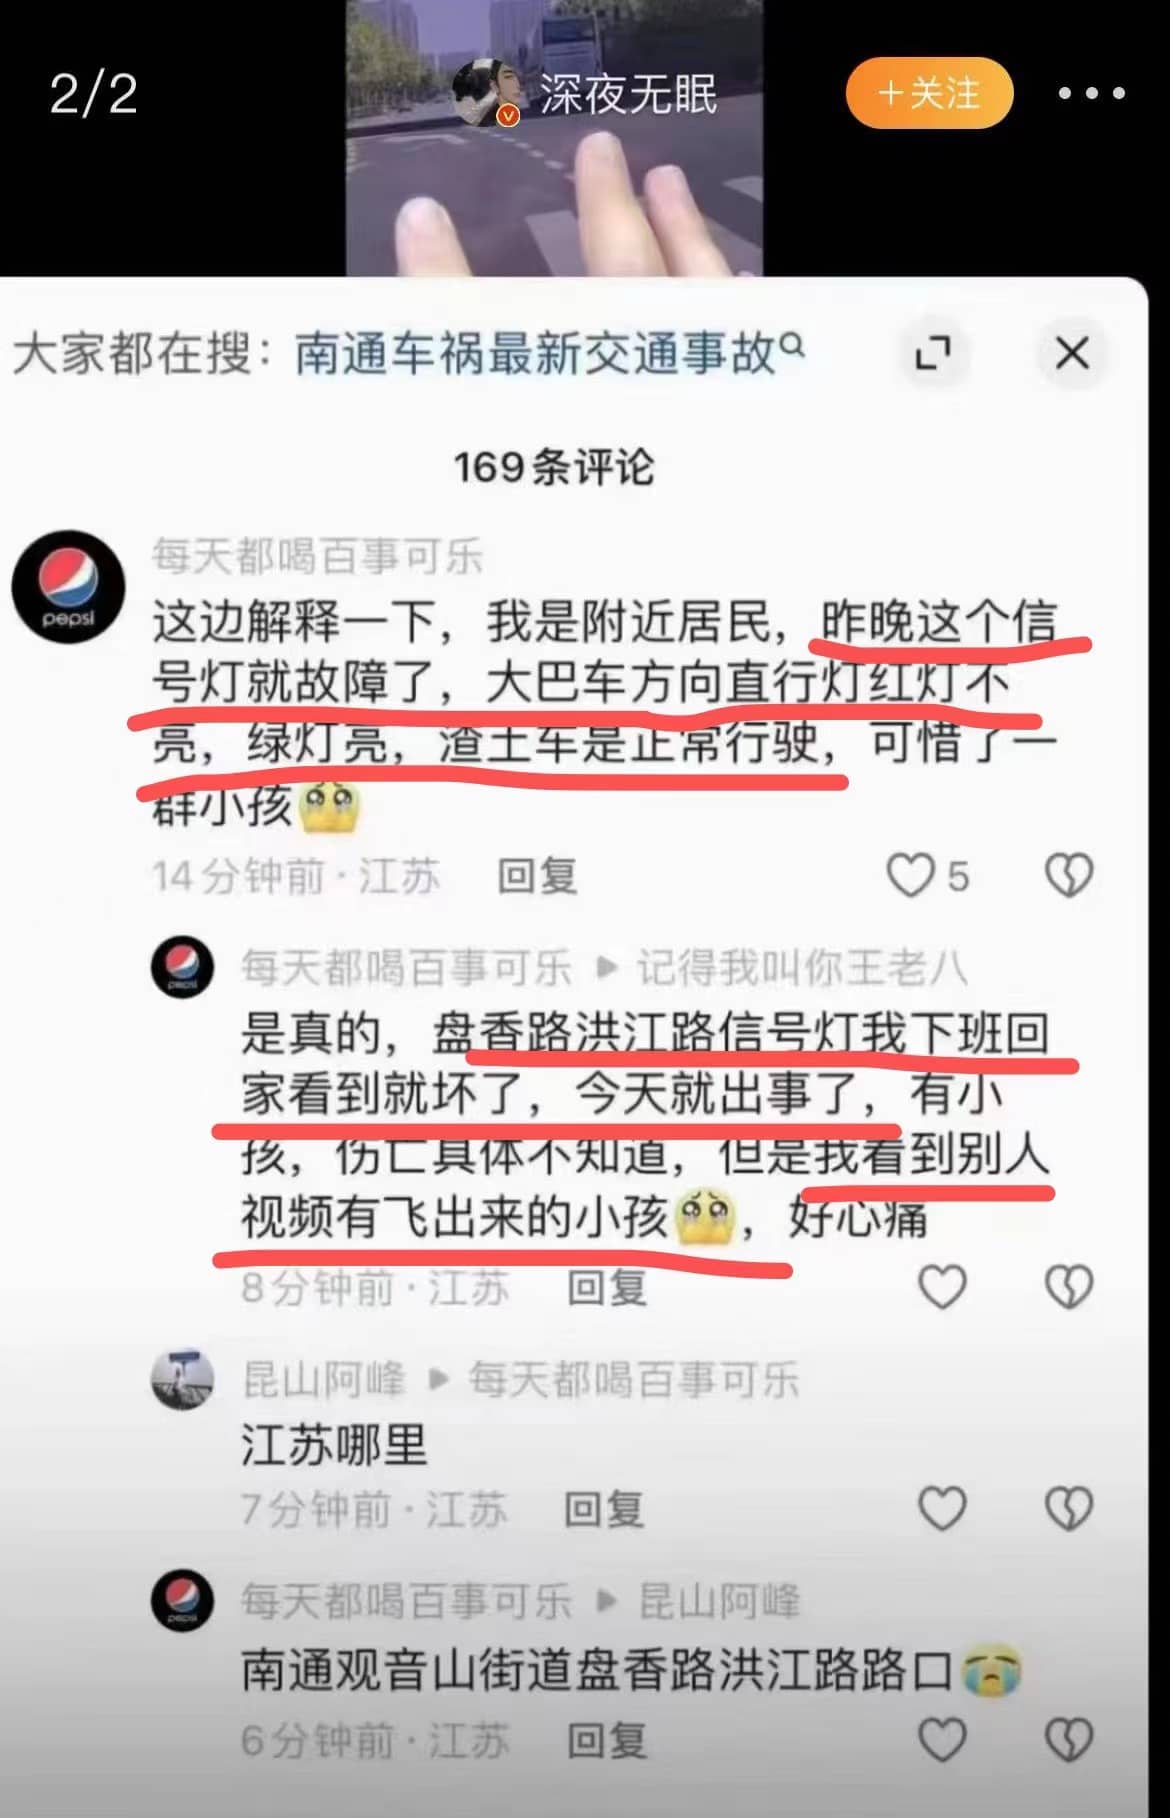 2/2
深夜无眠
+关注
大家都在搜：南通车祸最新交通事故
169条评论
pepsi
每天都喝百事可乐
这边解释一下，我是附近居民，昨晚这个信
号灯就故障了，大巴车方向直行灯红灯不
亮，绿灯亮，渣土车是正常行驶，可惜了一
群小孩
14分钟前·江苏 回复
5
pepsi
每天都喝百事可乐 ▶ 记得我叫你王老八
是真的，盘香路洪江路信号灯我下班回
家看到就坏了，今天就出事了，有小
孩，伤亡具体不知道，但是我看到别人
视频有飞出来的小孩，好心痛
8分钟前·江苏 回复
昆山阿峰 ▶ 每天都喝百事可乐
江苏哪里
7分钟前·江苏 回复
pepsi
每天都喝百事可乐 ▶ 昆山阿峰
南通观音山街道盘香路洪江路路口
6分钟前·江苏 回复